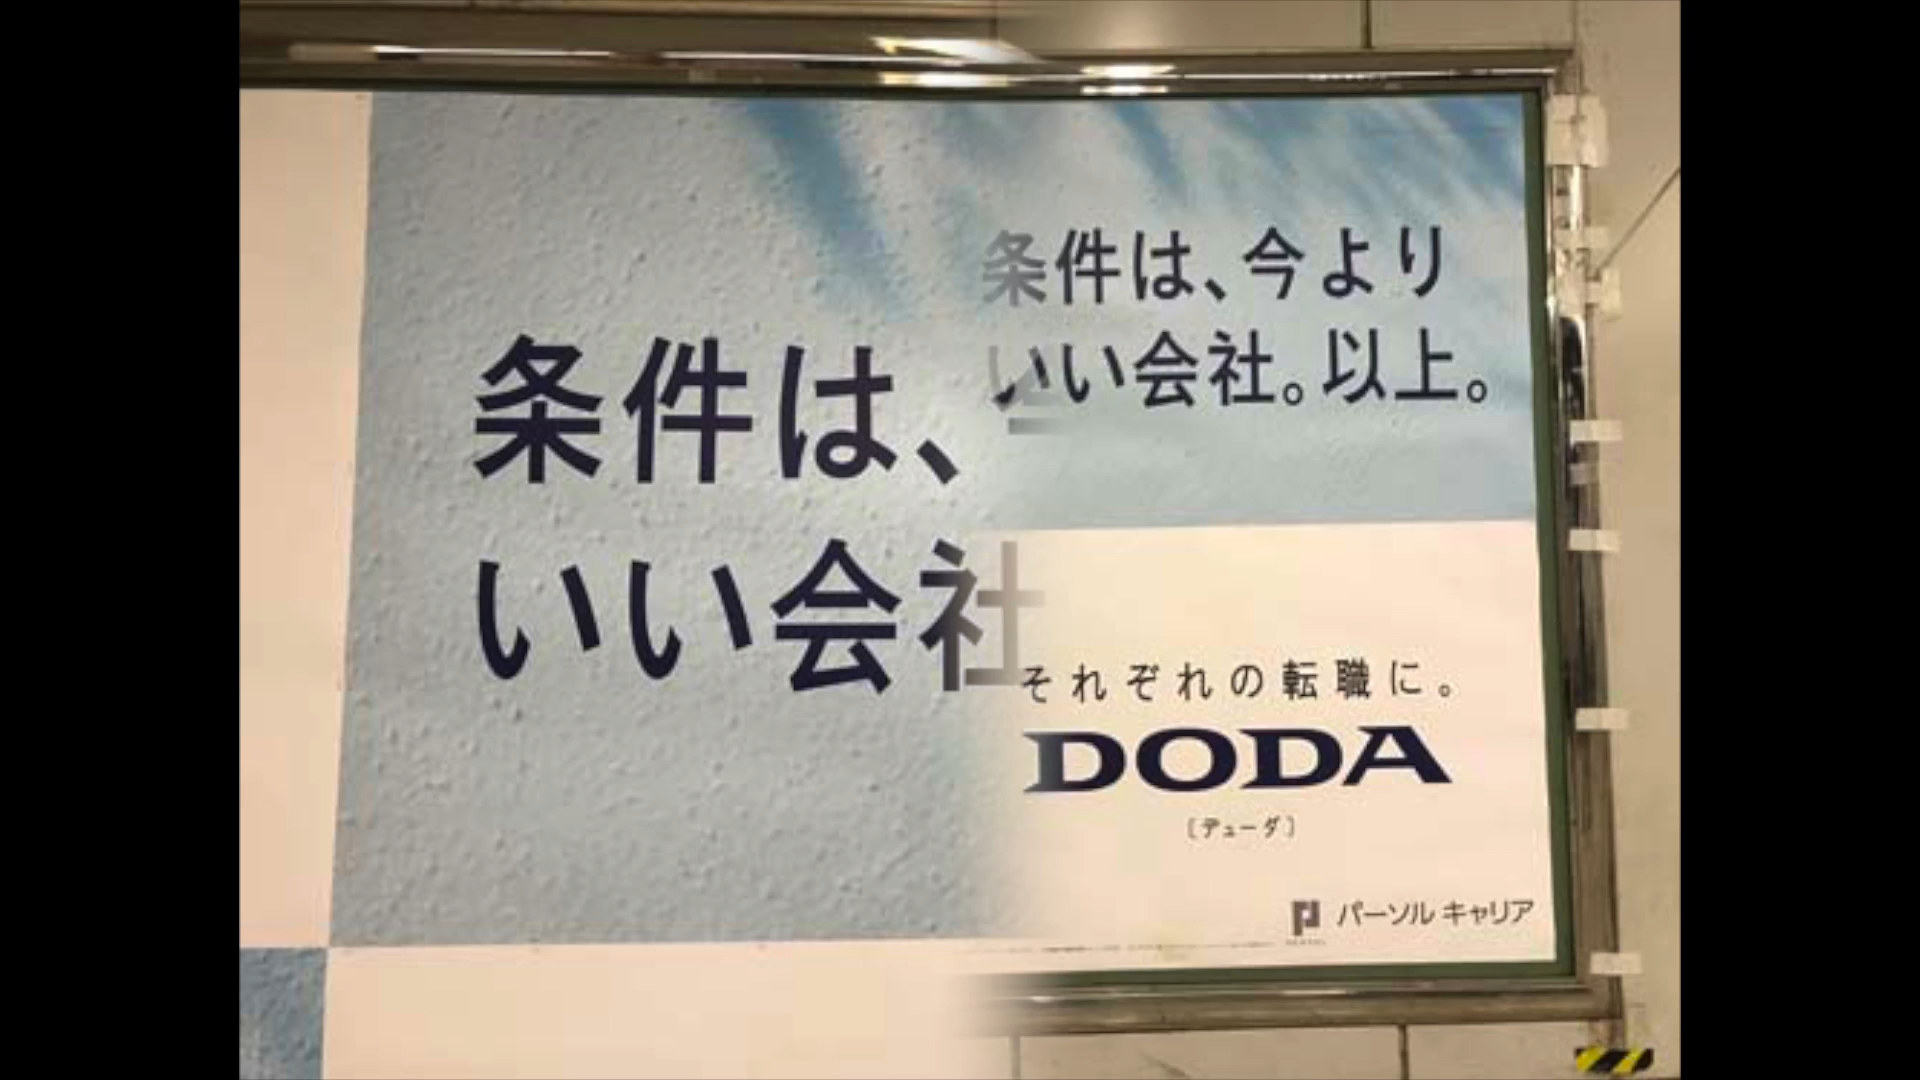 条件は、
いい会社
条件は、今より
いい会社。以上。
それぞれの転職に。
DODA
〔デューダ〕
パーソル キャリア